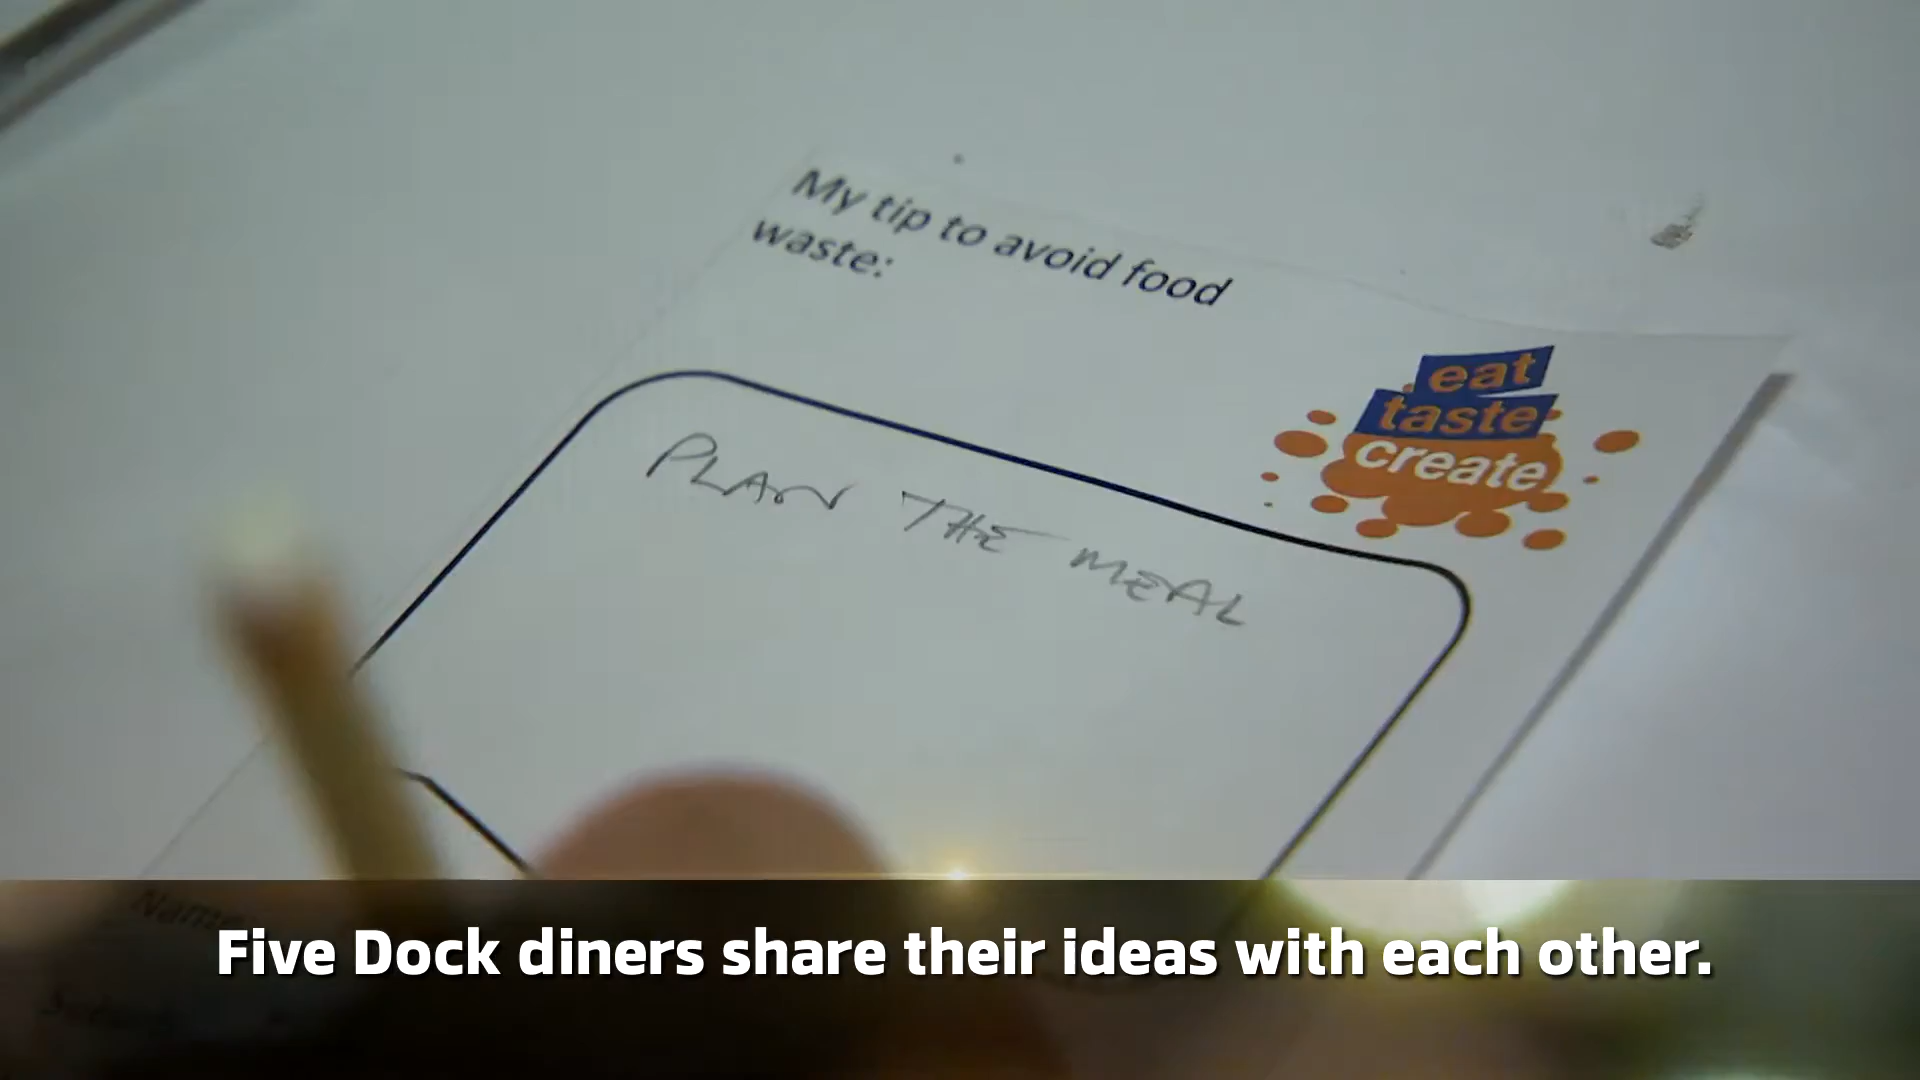 My tip to avoid food
waste:
eat
taste
create
PLAN THE MEAL
Name:
Five Dock diners share their ideas with each other.